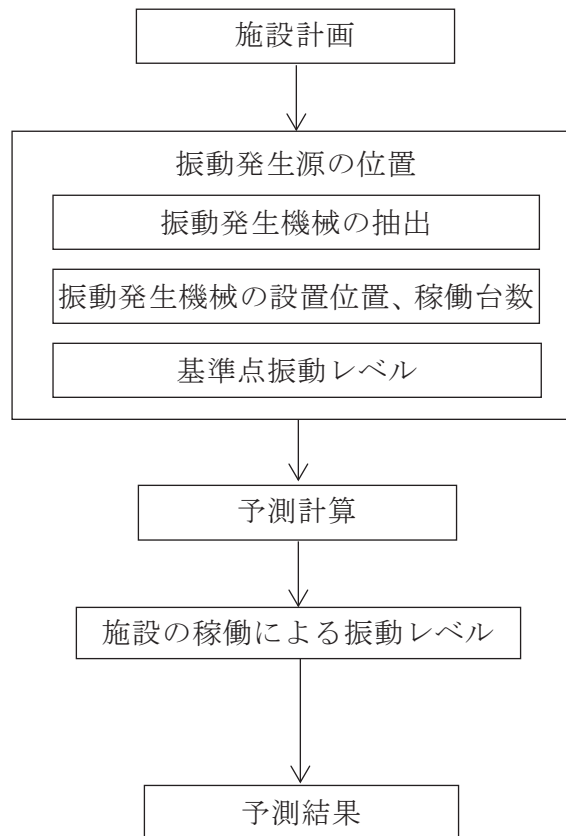 施設計画
振動発生源の位置
振動発生機械の抽出
振動発生機械の設置位置、稼働台数
基準点振動レベル
予測計算
施設の稼働による振動レベル
予測結果